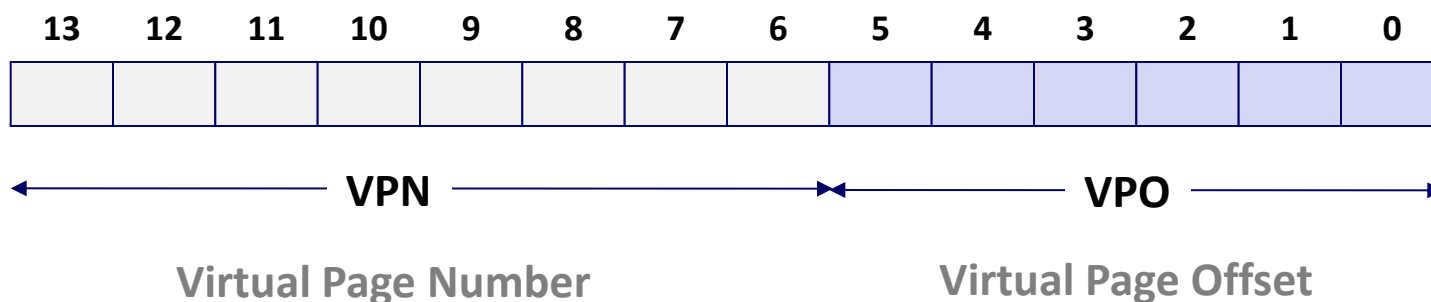 13 12 11 10 9 8 7 6 5 4 3 2 1 0
VPN VPO
Virtual Page Number Virtual Page Offset